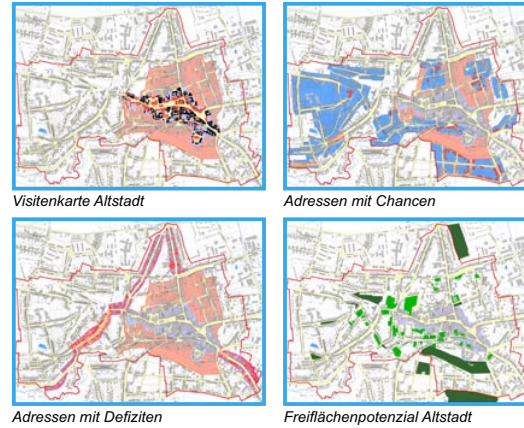 Visitenkarte Altstadt
Adressen mit Chancen
Adressen mit Defiziten
Freiflächenpotenzial Altstadt